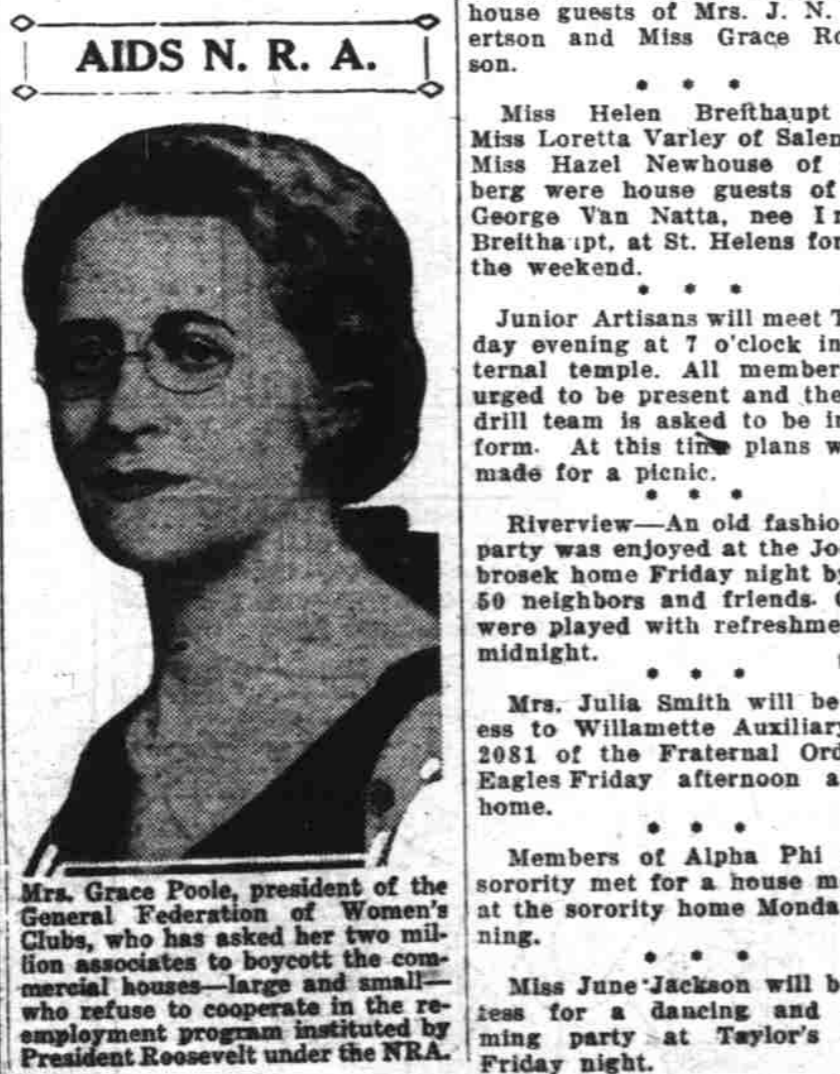 AIDS N. R. A.
Mrs. Grace Poole, president of the
General Federation of Women's
Clubs, who has asked her two mil-
lion associates to boycott the com-
mercial houses—large and small—
who refuse to cooperate in the re-
employment program instituted by
President Roosevelt under the NRA.
house guests of Mrs. J. N.
ertson and Miss Grace Ro
son.
* * *
Miss Helen Breithaupt
Miss Loretta Varley of Salem
Miss Hazel Newhouse of
berg were house guests of
George Van Natta, nee
Breithaupt, at St. Helens for
the weekend.
* * *
Junior Artisans will meet T
day evening at 7 o'clock in
ternal temple. All member
urged to be present and the
drill team is asked to be in
form. At this time plans w
made for a picnic.
* * *
Riverview—An old fashio
party was enjoyed at the Jo
brosek home Friday night b
50 neighbors and friends.
were played with refreshme
midnight.
* * *
Mrs. Julia Smith will be
ess to Willamette Auxiliary
2081 of the Fraternal Ord
Eagles Friday afternoon a
home.
* * *
Members of Alpha Phi
sorority met for a house m
at the sorority home Monda
ning.
* * *
Miss June Jackson will b
tess for a dancing and
ming party at Taylor's
Friday night.